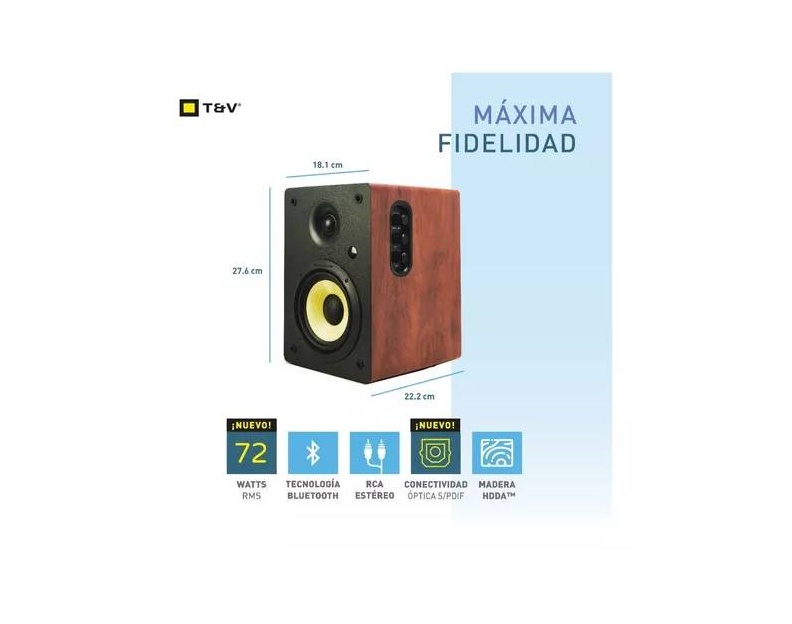 T&V®
MÁXIMA
FIDELIDAD
18.1 cm
27.6 cm
22.2 cm
¡NUEVO!
72
WATTS
RMS
TECNOLOGÍA
BLUETOOTH
RCA
ESTÉREO
¡NUEVO!
CONECTIVIDAD
ÓPTICA S/PDIF
MADERA
HDDA™